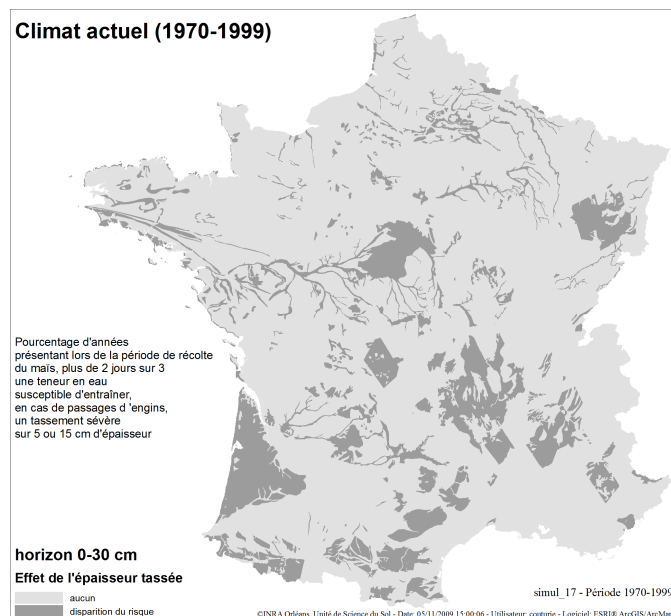 Climat actuel (1970-1999)
Pourcentage d'années
présentant lors de la période de récolte
du maïs, plus de 2 jours sur 3
une teneur en eau
susceptible d'entraîner,
en cas de passages d 'engins,
un tassement sévère
sur 5 ou 15 cm d'épaisseur
horizon 0-30 cm
Effet de l'épaisseur tassée
aucun
disparition du risque
simul_17 - Période 1970-1999
©INRA Orléans, Unité de Science du Sol - Date: 05/11/2009 15:00:06 - Utilisateur: couturie - Logiciel: ESRI® ArcGIS/ArcMap